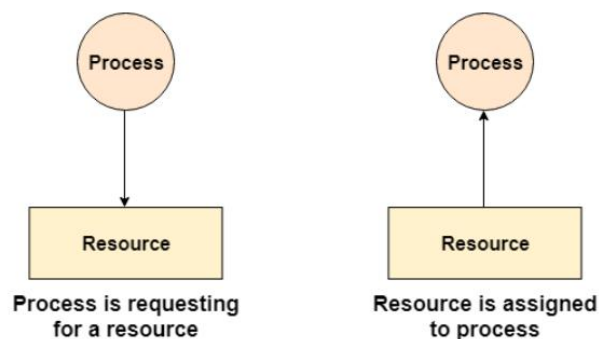 Process
Process
Resource
Resource
Process is requesting
for a resource
Resource is assigned
to process